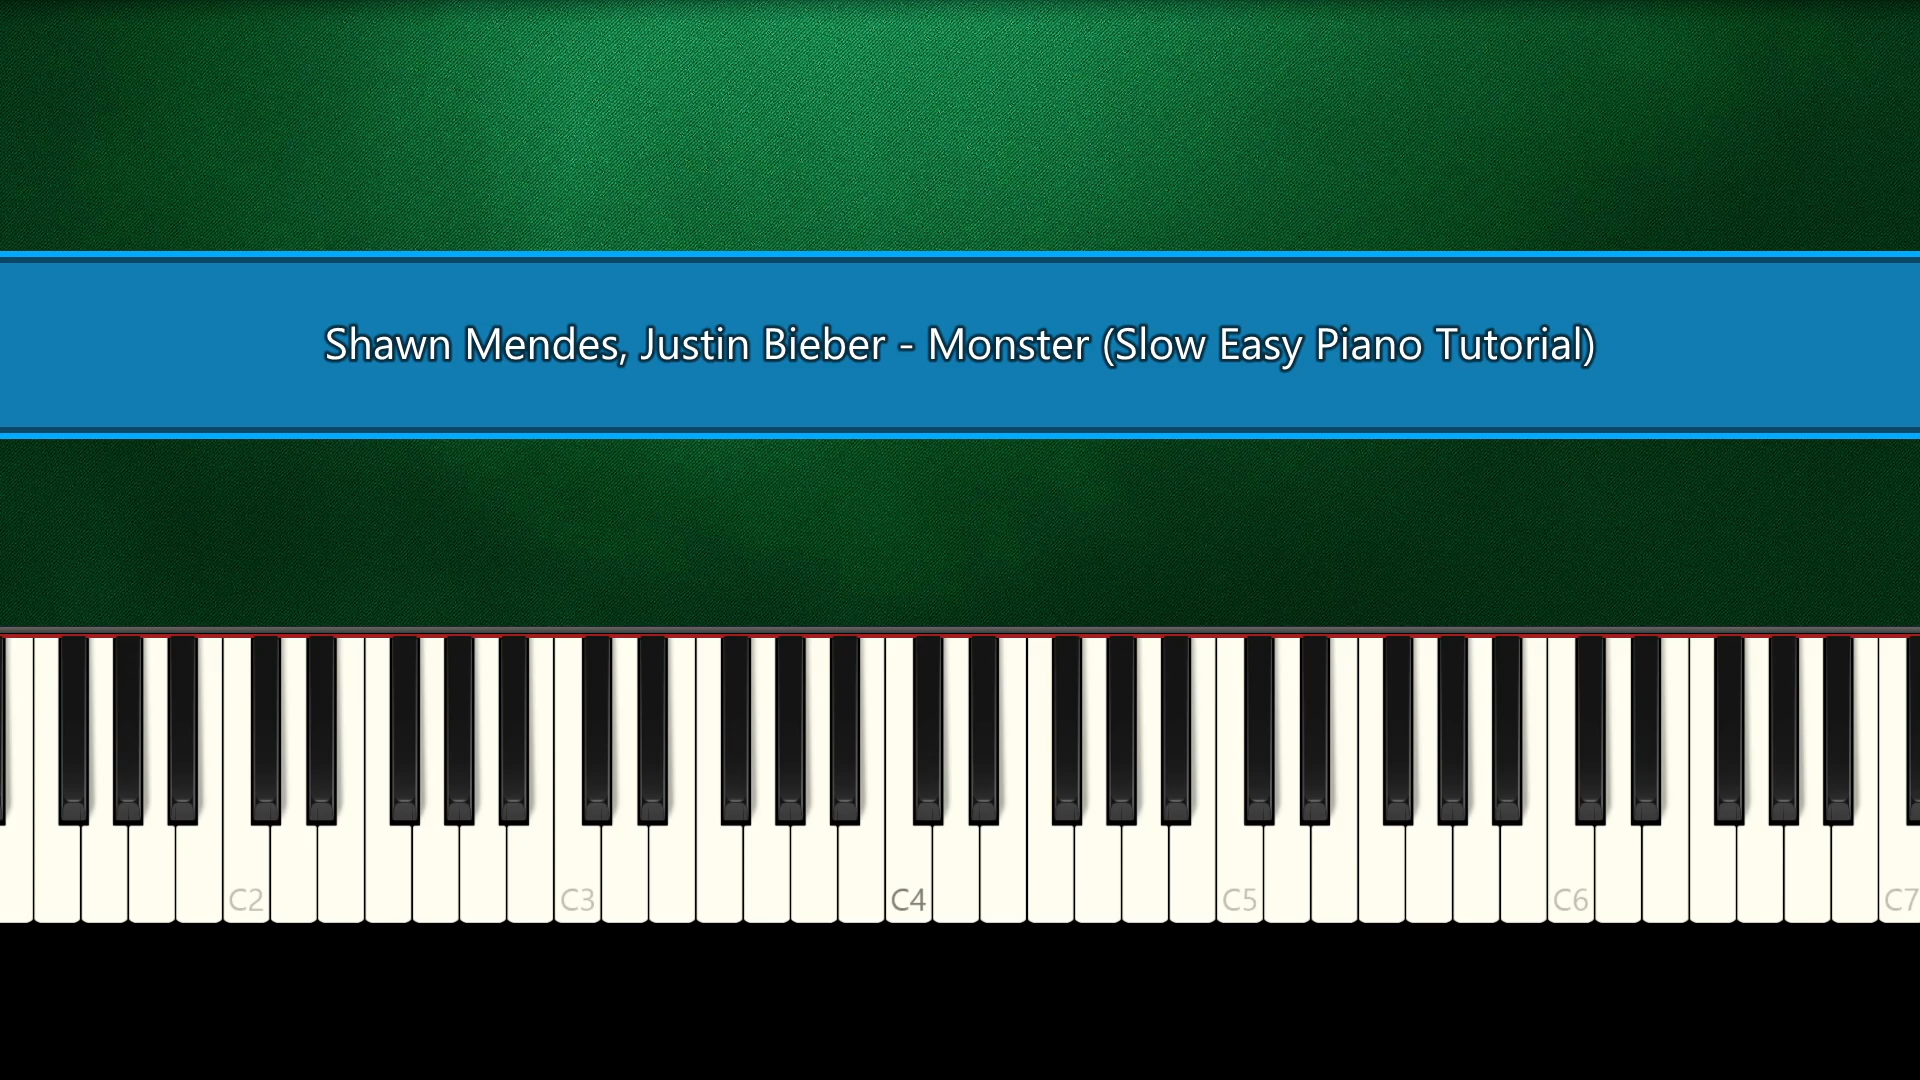 Shawn Mendes, Justin Bieber - Monster (Slow Easy Piano Tutorial)
C2 C3 C4 C5 C6 C7